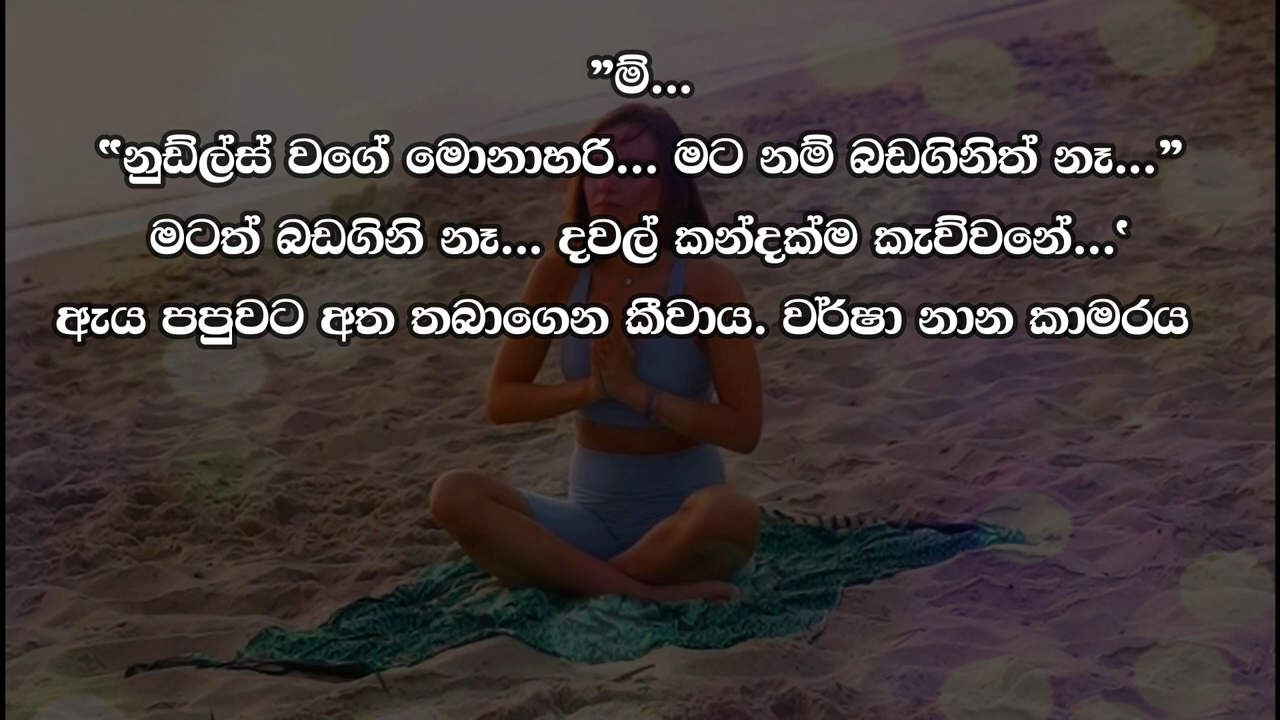 ”ම්...
“නුඩ්ල්ස් වගේ මොනාහරි... මට නම් බඩගිනිත් නෑ...”
මටත් බඩගිනි නෑ... දවල් කන්දක්ම කැව්වනේ...‛
ඇය පපුවට අත තබාගෙන කීවාය. වර්ෂා නාන කාමරය